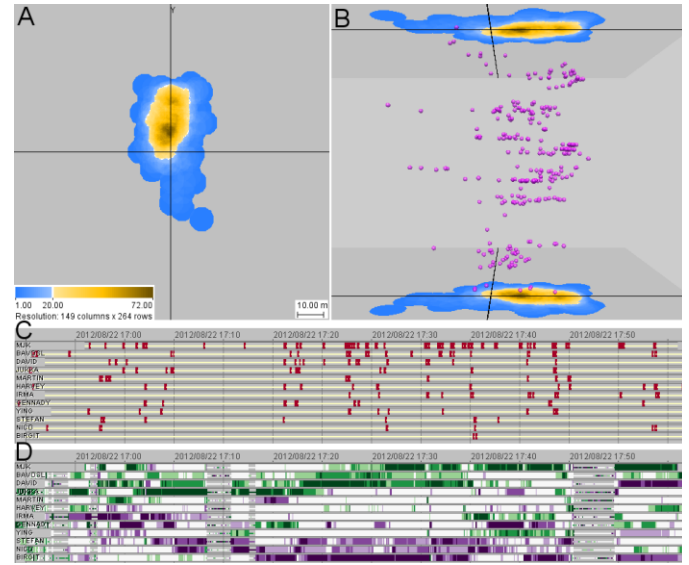 A
Y
B
1.00 20.00 72.00
Resolution: 149 columns x 264 rows
10.00 m
C
2012/08/22 17:00 2012/08/22 17:10 2012/08/22 17:20 2012/08/22 17:30 2012/08/22 17:40 2012/08/22 17:50
MJK
DAVID
MARTIN
HARVEY
IRMA
YING
STEFAN
NICO
BIRGIT
D
2012/08/22 17:00 2012/08/22 17:10 2012/08/22 17:20 2012/08/22 17:30 2012/08/22 17:40 2012/08/22 17:50
MJK
DAVID
MARTIN
HARVEY
IRMA
YING
STEFAN
NICO
BIRGIT